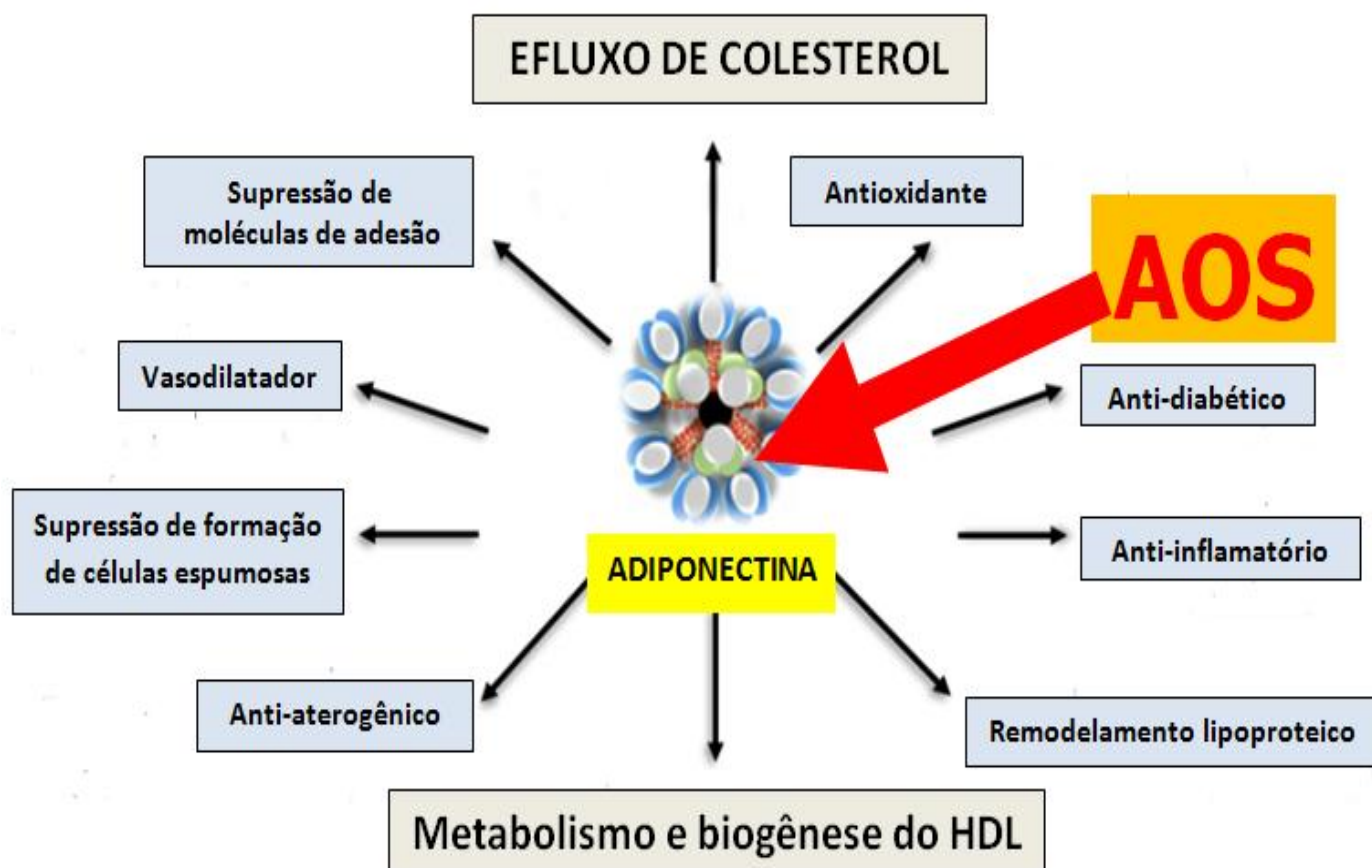 EFLUXO DE COLESTEROL
Supressão de
moléculas de adesão
Antioxidante
AOS
Vasodilatador
Anti-diabético
Supressão de formação
de células espumosas
Anti-inflamatório
ADIPONECTINA
Anti-aterogênico
Remodelamento lipoproteico
Metabolismo e biogênese do HDL